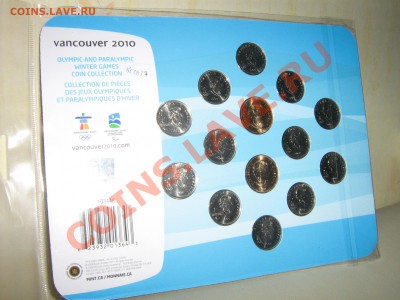 COINS.LAVE.RU
vancouver 2010
OLYMPIC AND PARALYMPIC
WINTER GAMES
COIN COLLECTION
COLLECTION DE PIÈCES
DES JEUX OLYMPIQUES
ET PARALYMPIQUES D'HIVER
vancouver2010.com
MINT.CA / MONNAIE.CA
COINS.LAVE.RU